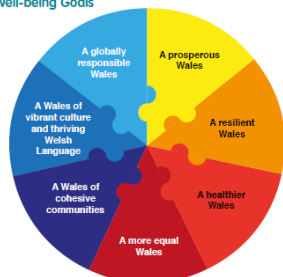 Well-being Goals
A prosperous
Wales
A resilient
Wales
A healthier
Wales
A more equal
Wales
A Wales of
cohesive
communities
A Wales of
vibrant culture
and thriving
Welsh
Language
A globally
responsible
Wales